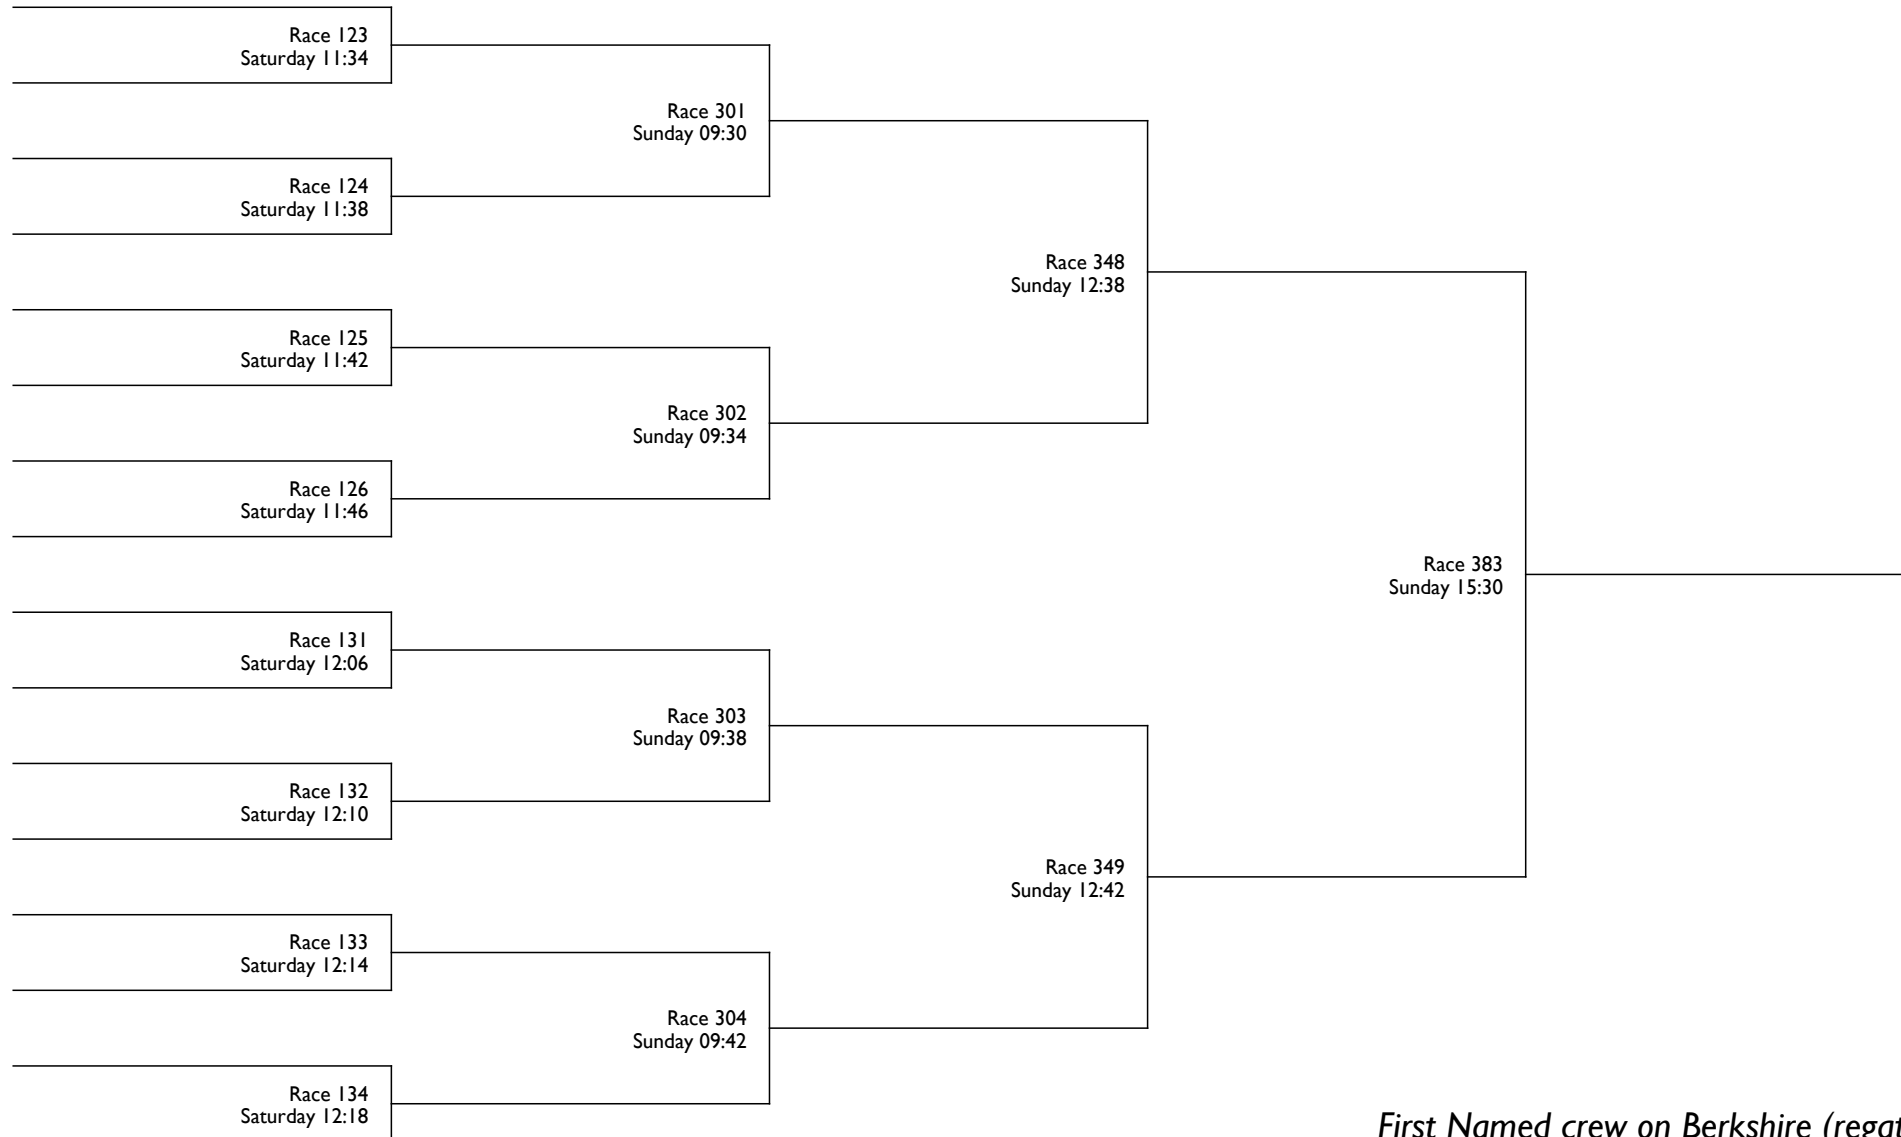 Race 123
Saturday 11:34
Race 301
Sunday 09:30
Race 124
Saturday 11:38
Race 348
Sunday 12:38
Race 125
Saturday 11:42
Race 302
Sunday 09:34
Race 126
Saturday 11:46
Race 383
Sunday 15:30
Race 131
Saturday 12:06
Race 303
Sunday 09:38
Race 132
Saturday 12:10
Race 349
Sunday 12:42
Race 133
Saturday 12:14
Race 304
Sunday 09:42
Race 134
Saturday 12:18
First Named crew on Berkshire (regat